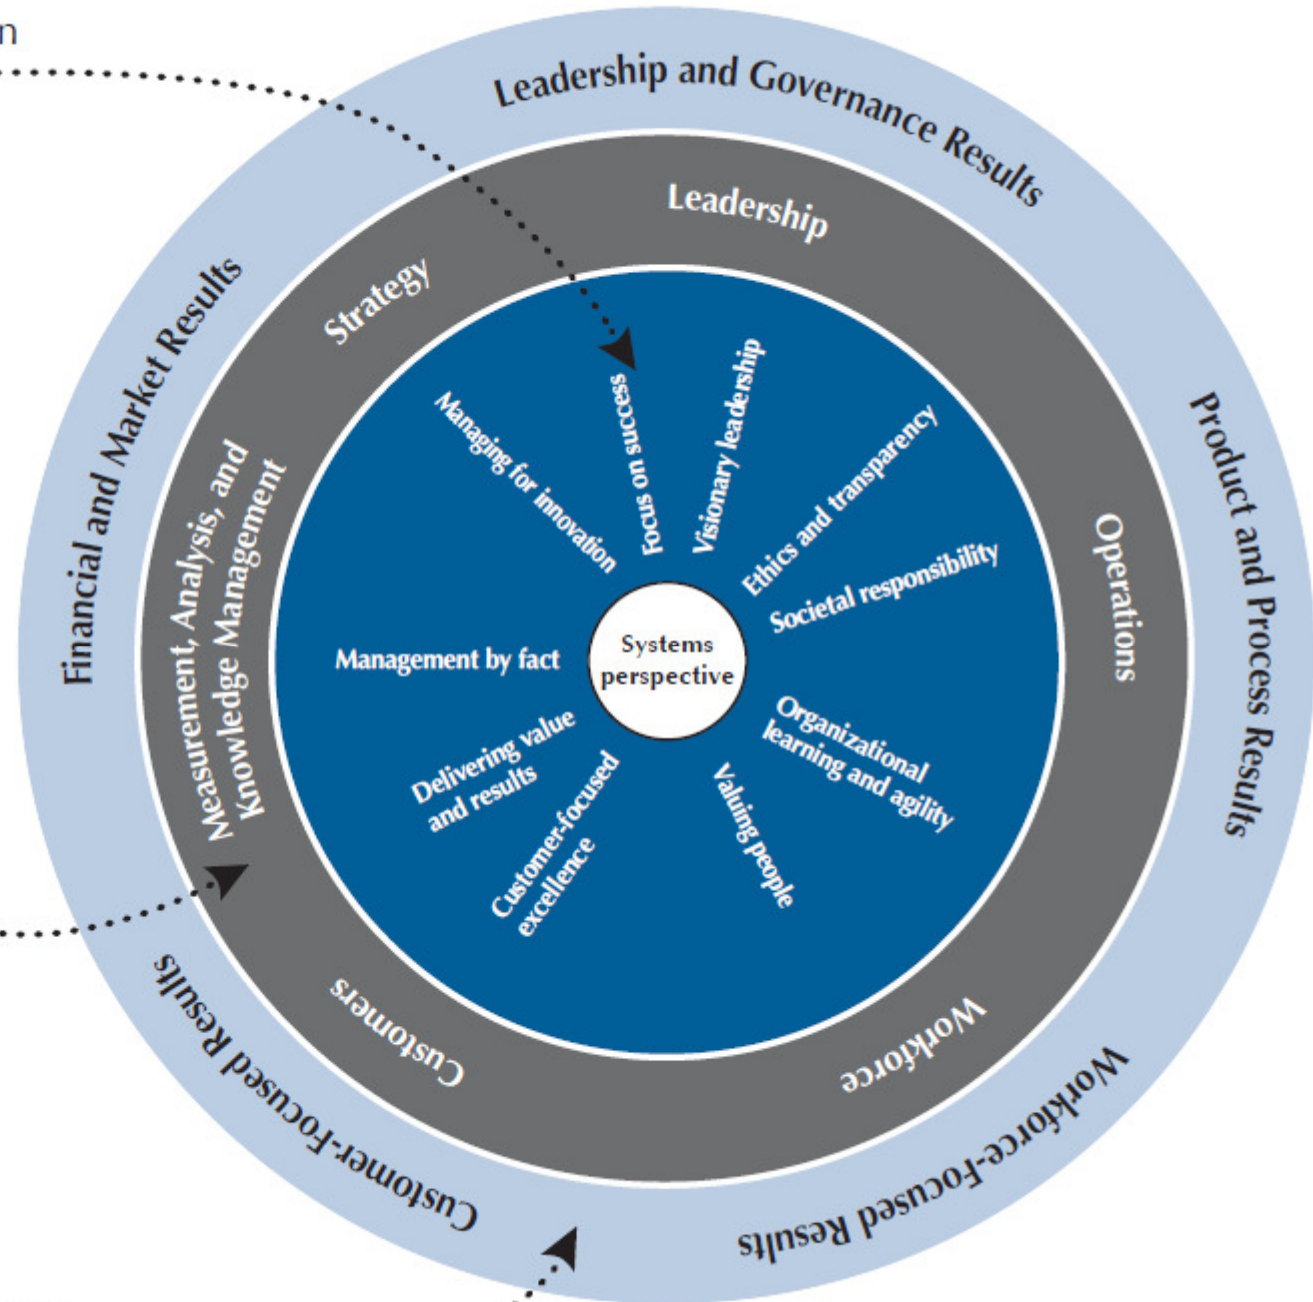 n
Leadership and Governance Results
Product and Process Results
Workforce-Focused Results
Customer-Focused Results
Financial and Market Results
Leadership
Operations
Workforce
Customers
Measurement, Analysis, and
Knowledge Management
Strategy
Focus on success
Visionary leadership
Ethics and transparency
Societal responsibility
Organizational
learning and agility
Valuing people
Customer-focused
excellence
Delivering value
and results
Management by fact
Managing for innovation
Systems
perspective